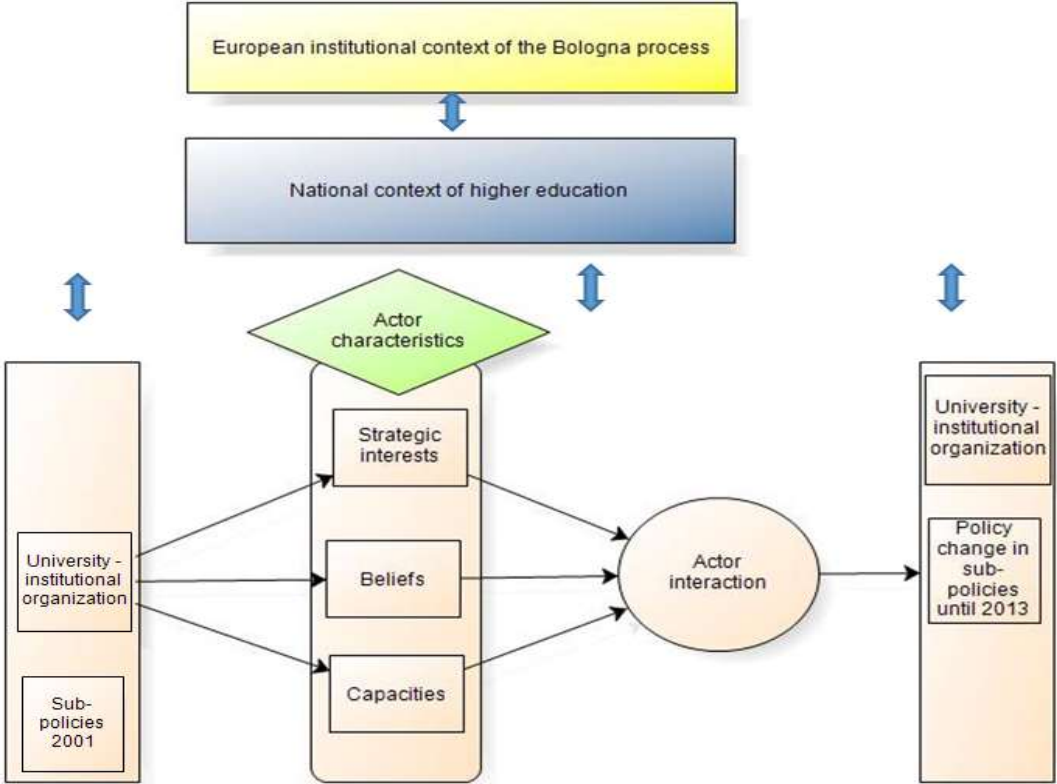 European institutional context of the Bologna process
National context of higher education
Actor
characteristics
University -
institutional
organization
Sub-
policies
2001
Strategic
interests
Beliefs
Capacities
Actor
interaction
University -
institutional
organization
Policy
change in
sub-
policies
until 2013